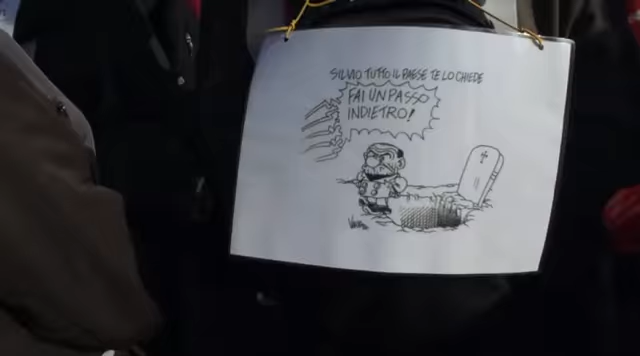 SILVIO TUTTO IL PAESE TE LO CHIEDE
FAI UN PASSO
INDIETRO!